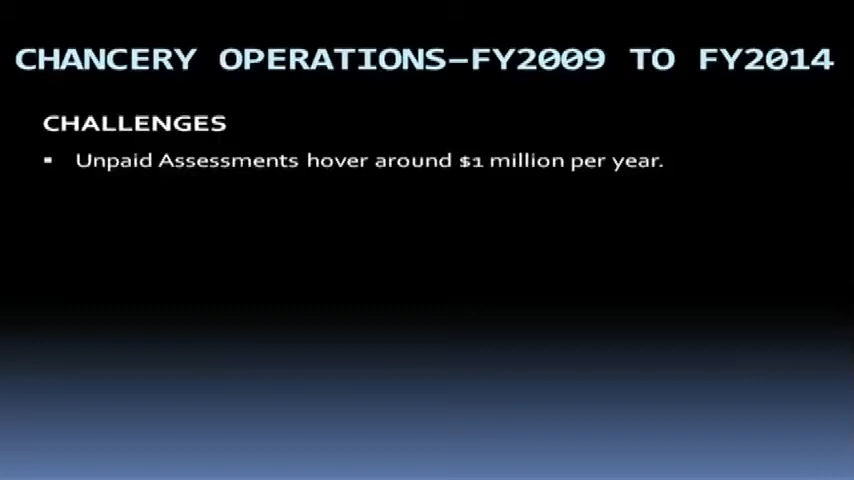 CHANCERY OPERATIONS–FY2009 TO FY2014
CHALLENGES
▪ Unpaid Assessments hover around $1 million per year.